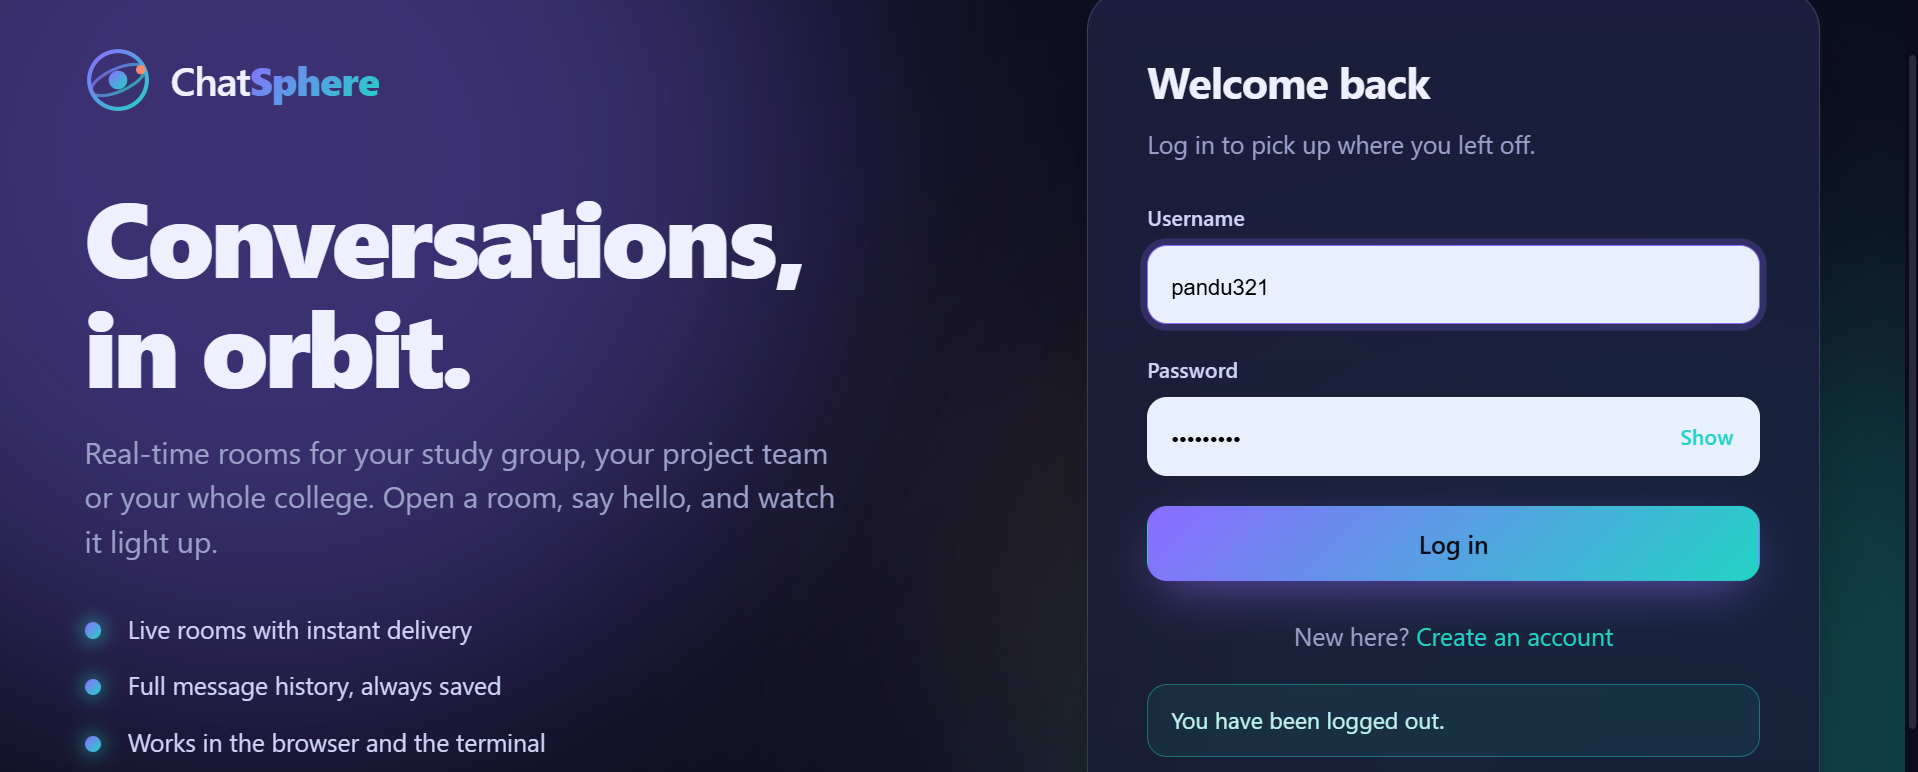 ChatSphere
Conversations,
in orbit.
Real-time rooms for your study group, your project team
or your whole college. Open a room, say hello, and watch
it light up.
Live rooms with instant delivery
Full message history, always saved
Works in the browser and the terminal
Welcome back
Log in to pick up where you left off.
Username
pandu321
Password
•••••••••
Show
Log in
New here? Create an account
You have been logged out.